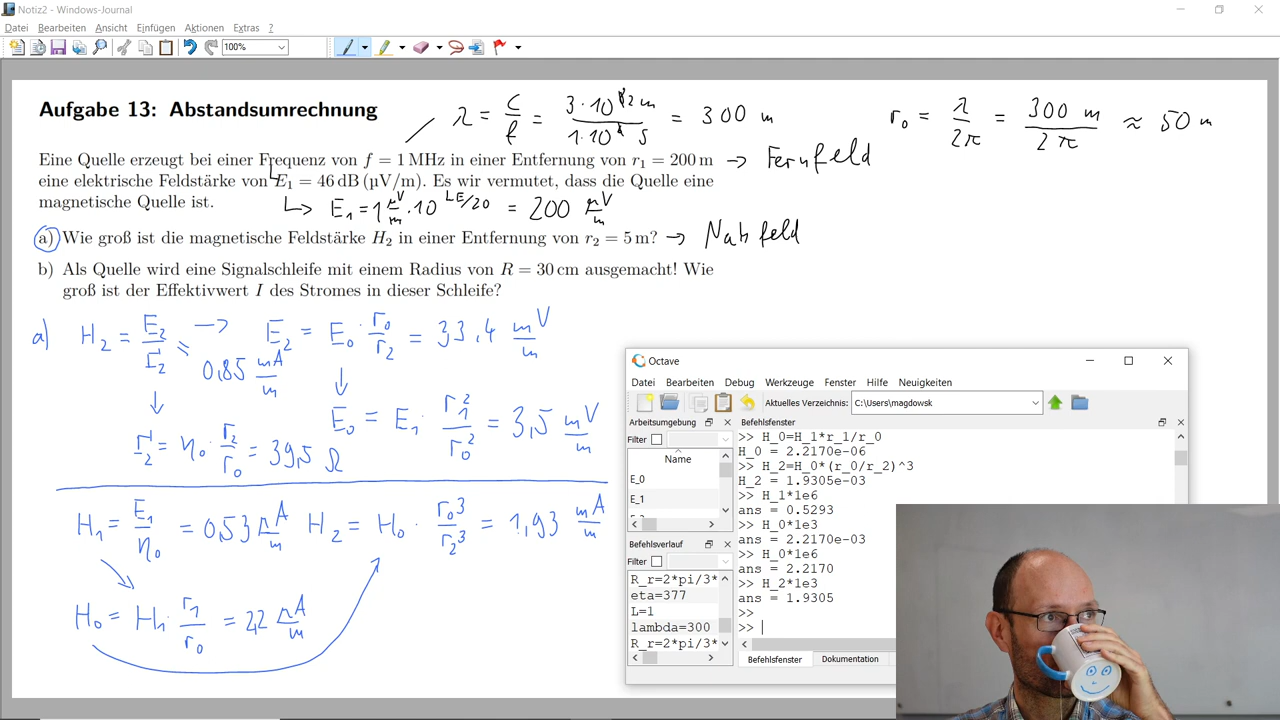 Notiz2 - Windows-Journal
Datei Bearbeiten Ansicht Einfügen Aktionen Extras ?
100%
Aufgabe 13: Abstandsumrechnung
λ = c/f = 3·10^2 m / 1·10 s = 300 m
r₀ = λ/2π = 300 m / 2π ≈ 50 m
Eine Quelle erzeugt bei einer Frequenz von f = 1 MHz in einer Entfernung von r₁ = 200 m → Fernfeld
eine elektrische Feldstärke von E₁ = 46 dB (µV/m). Es wir vermutet, dass die Quelle eine
magnetische Quelle ist.
↳ E₁ = 1 µV/m · 10^LE/20 = 200 µV/m
a) Wie groß ist die magnetische Feldstärke H₂ in einer Entfernung von r₂ = 5 m? → Nahfeld
b) Als Quelle wird eine Signalschleife mit einem Radius von R = 30 cm ausgemacht! Wie
groß ist der Effektivwert I des Stromes in dieser Schleife?
a) H₂ = E₂/Γ₂ = 0,85 mA/m → E₂ = E₀ · r₀/r₂ = 33,4 mV/m
E₀ = E₁ · r₁²/r₀² = 3,5 mV/m
Γ₂ = η₀ · r₂/r₀ = 39,5 Ω
H₁ = E₁/η₀ = 0,53 µA/m H₂ = H₀ · r₀³/r₂³ = 1,93 mA/m
H₀ = H₁ · r₁/r₀ = 2,2 µA/m
Octave
Datei Bearbeiten Debug Werkzeuge Fenster Hilfe Neuigkeiten
Aktuelles Verzeichnis: C:\Users\magdowsk
Arbeitsumgebung
Filter
Name
E_0
E_1
Befehlsverlauf
Filter
R_r=2*pi/3*
eta=377
L=1
lambda=300
R_r=2*pi/3*
Befehlsfenster
>> H_0=H_1*r_1/r_0
H_0 = 2.2170e-06
>> H_2=H_0*(r_0/r_2)^3
H_2 = 1.9305e-03
>> H_1*1e6
ans = 0.5293
>> H_0*1e3
ans = 2.2170e-03
>> H_0*1e6
ans = 2.2170
>> H_2*1e3
ans = 1.9305
>>
>>
Befehlsfenster Dokumentation